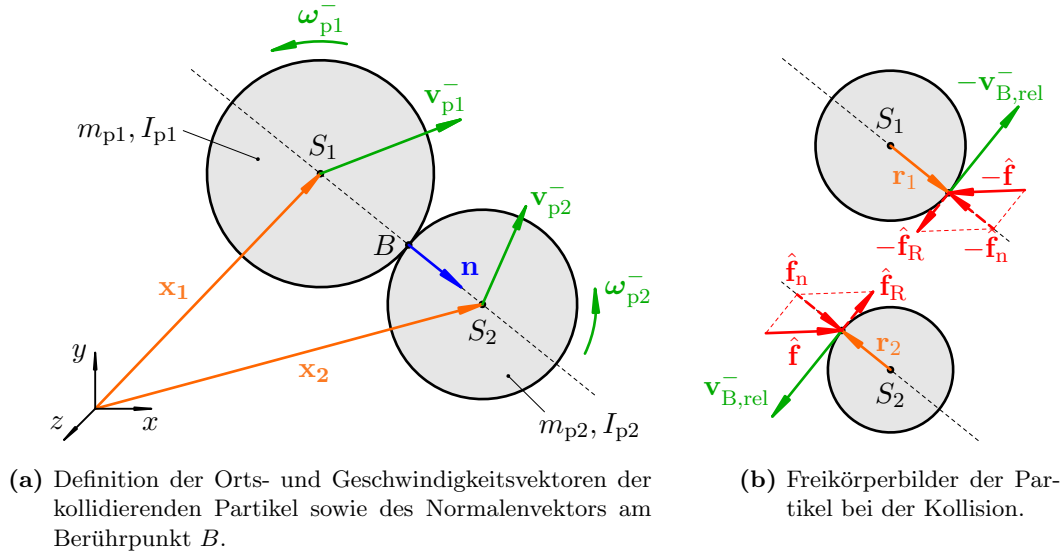 ω⁻ₚ₁
v⁻ₚ₁
mₚ₁, Iₚ₁
S₁
v⁻ₚ₂
B
n
x₁
ω⁻ₚ₂
S₂
x₂
y
z
x
mₚ₂, Iₚ₂
−v⁻B,rel
S₁
r₁
−f̂
−f̂R
−f̂n
f̂n
f̂R
f̂
r₂
v⁻B,rel
S₂
(a) Definition der Orts- und Geschwindigkeitsvektoren der
kollidierenden Partikel sowie des Normalenvektors am
Berührpunkt B.
(b) Freikörperbilder der Par-
tikel bei der Kollision.